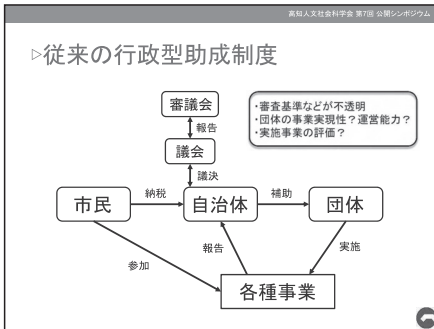 高知人文社会科学会 第7回 公開シンポジウム
▷従来の行政型助成制度
審議会
報告
議会
議決
・審査基準などが不透明
・団体の事業実現性？運営能力？
・実施事業の評価？
市民
納税
自治体
補助
団体
参加
報告
実施
各種事業